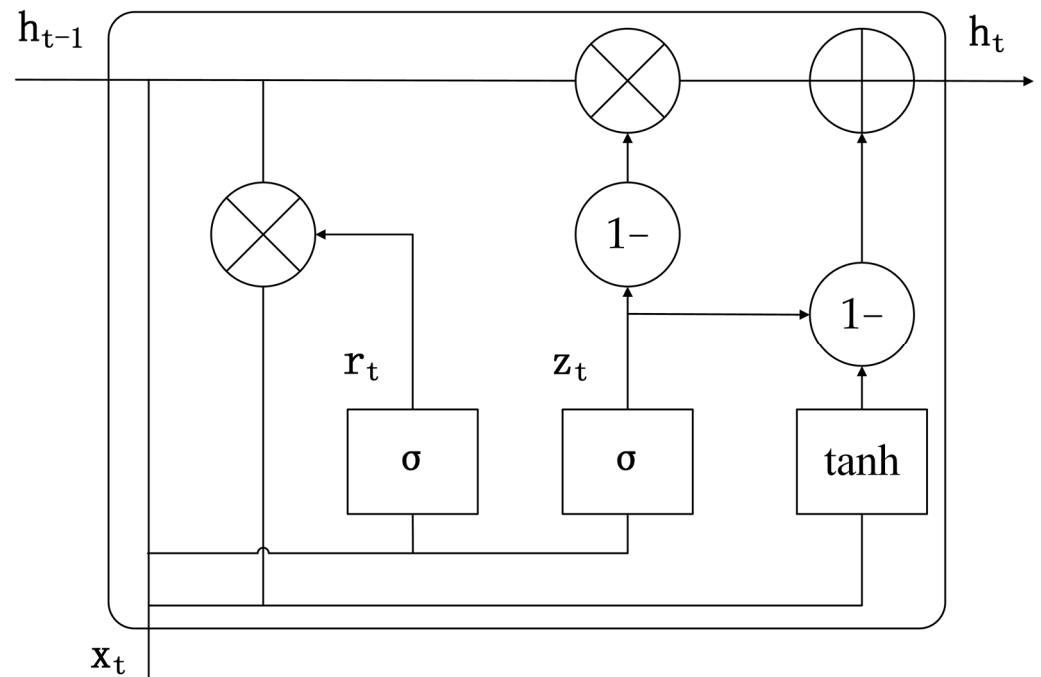 h_{t-1}
h_t
1-
1-
r_t
z_t
σ
σ
tanh
x_t